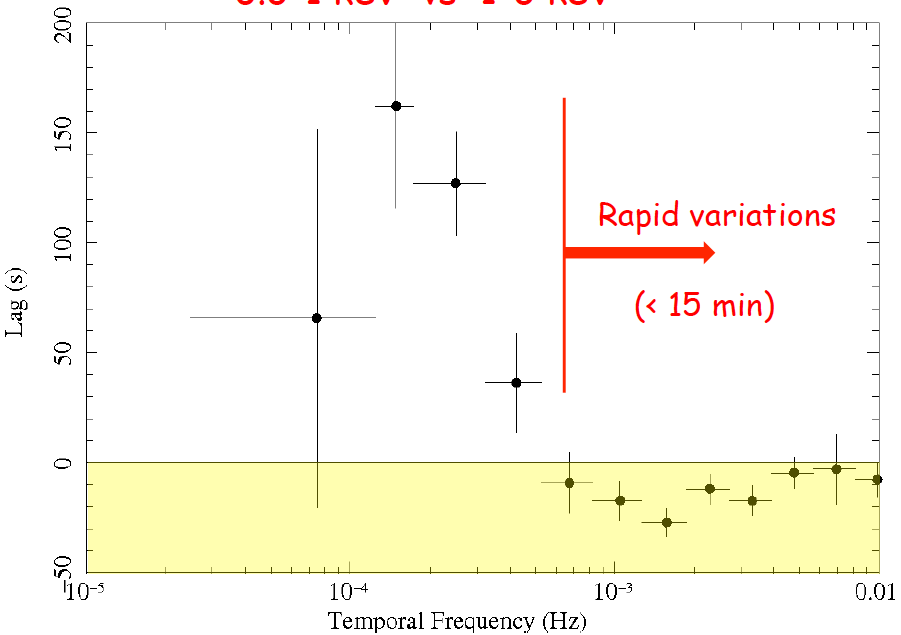 200
150
100
50
0
-50
Lag (s)
Rapid variations
(< 15 min)
10⁻⁵ 10⁻⁴ 10⁻³ 0.01
Temporal Frequency (Hz)